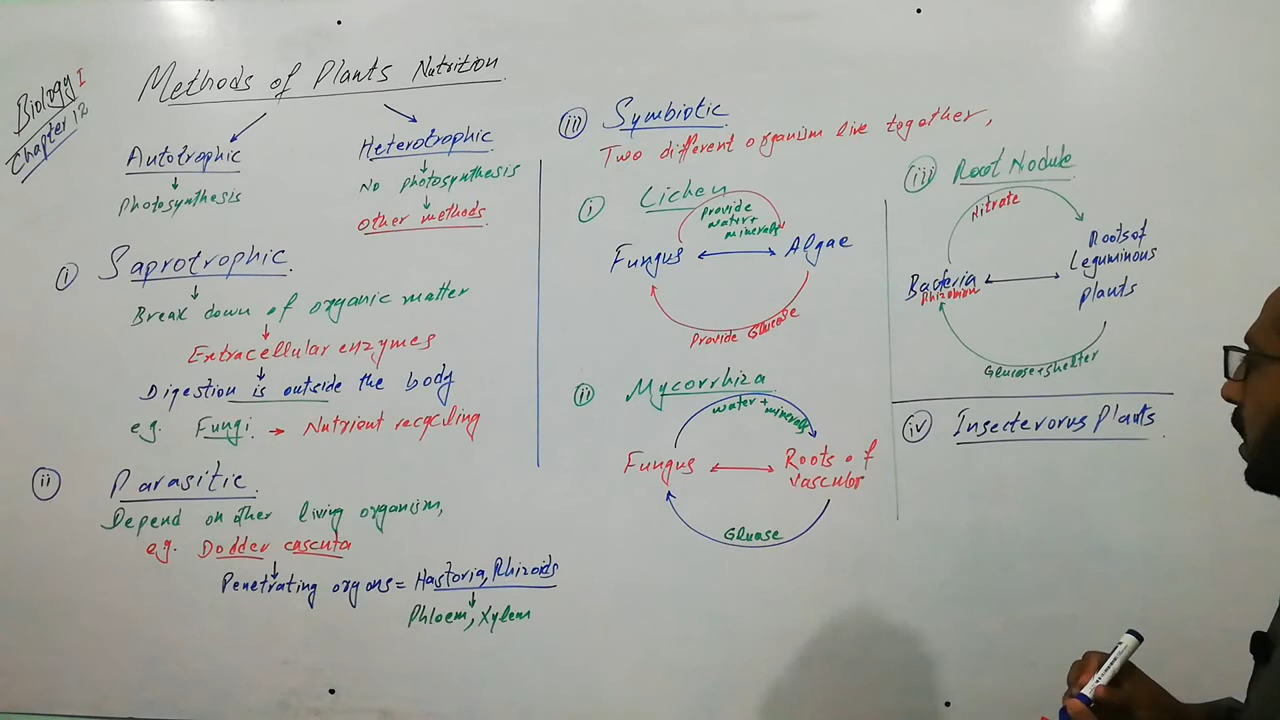 Biology I
Chapter 12
Methods of Plants Nutrition
Autotrophic
Photosynthesis
Heterotrophic
No photosynthesis
Other methods
(i) Saprotrophic
Break down of organic matter
Extracellular enzymes
Digestion is outside the body
e.g. Fungi → Nutrient recycling
(ii) Parasitic
Depend on other living organism,
e.g. Dodder cascuta
Penetrating organs = Hastoria, Rhizoids
Phloem, Xylem
(iii) Symbiotic
Two different organism live together,
(i) Lichen
Provide
water +
minerals
Fungus ↔ Algae
Provide Glucose
(ii) Mycorrhiza
water + minerals
Fungus ↔ Roots of
vascular
Gluase
(iii) Root Nodule
Nitrate
Roots of
Leguminous
plants
Bacteria
Rhizobium
Glucose + shelter
(iv) Insecterorus Plants